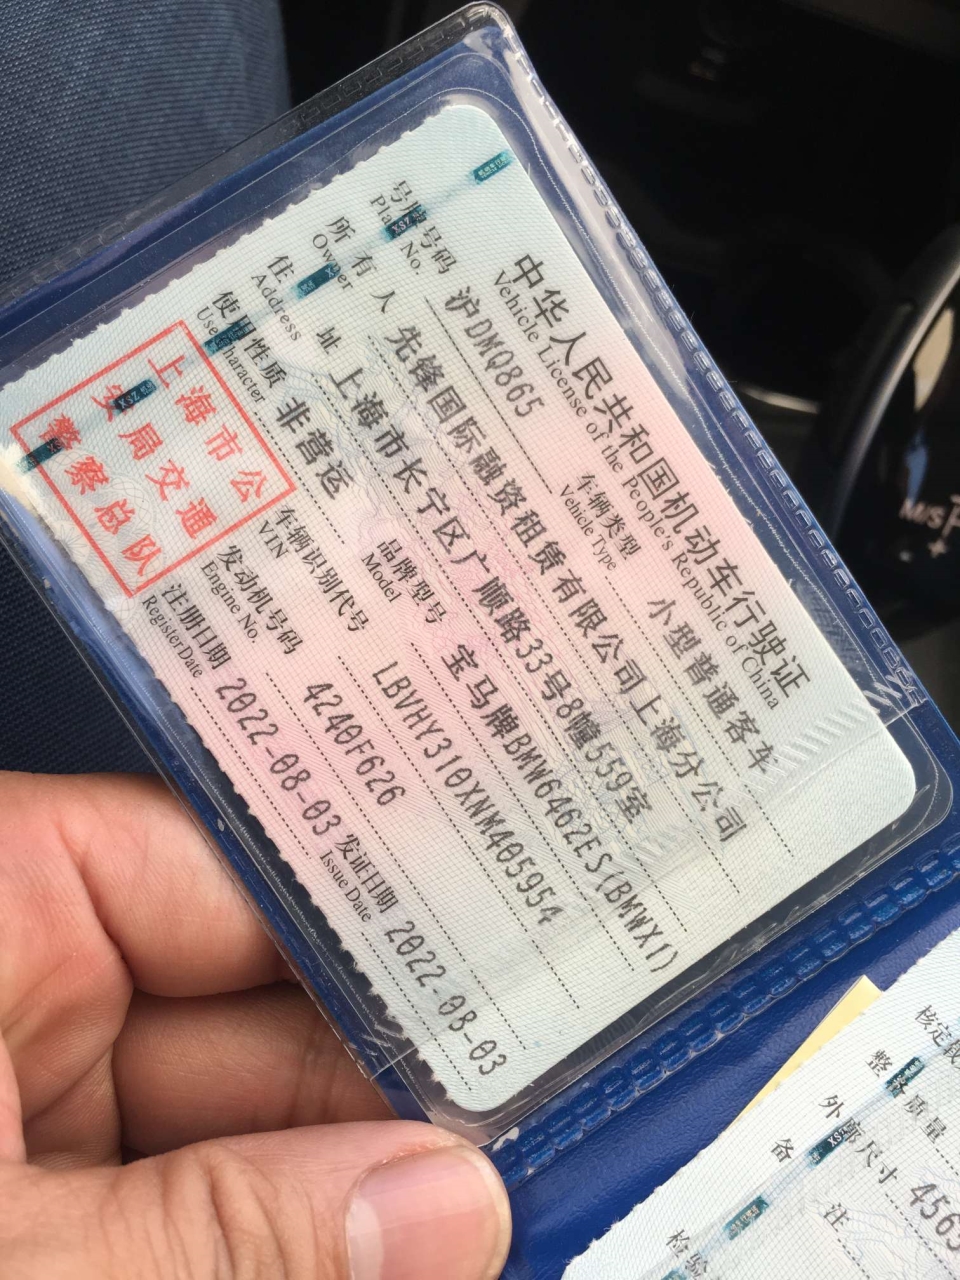 中华人民共和国机动车行驶证
Vehicle License of the People's Republic of China
号牌号码 沪DMQ865 车辆类型 小型普通客车
Plate No. Vehicle Type
所有人 先锋国际融资租赁有限公司上海分公司
Owner
住址 上海市长宁区广顺路33号8幢559室
Address
使用性质 非营运 品牌型号 宝马牌BMW6462ES(BMWX1)
Use Character Model
上海市公
安局交通
警察总队
车辆识别代号 LBVHY310XNM405954
VIN
发动机号码 4240F626
Engine No.
注册日期 2022-08-03 发证日期 2022-08-03
Register Date Issue Date
核定载
整备质量
外廓尺寸 4565
备注
检验
M/S